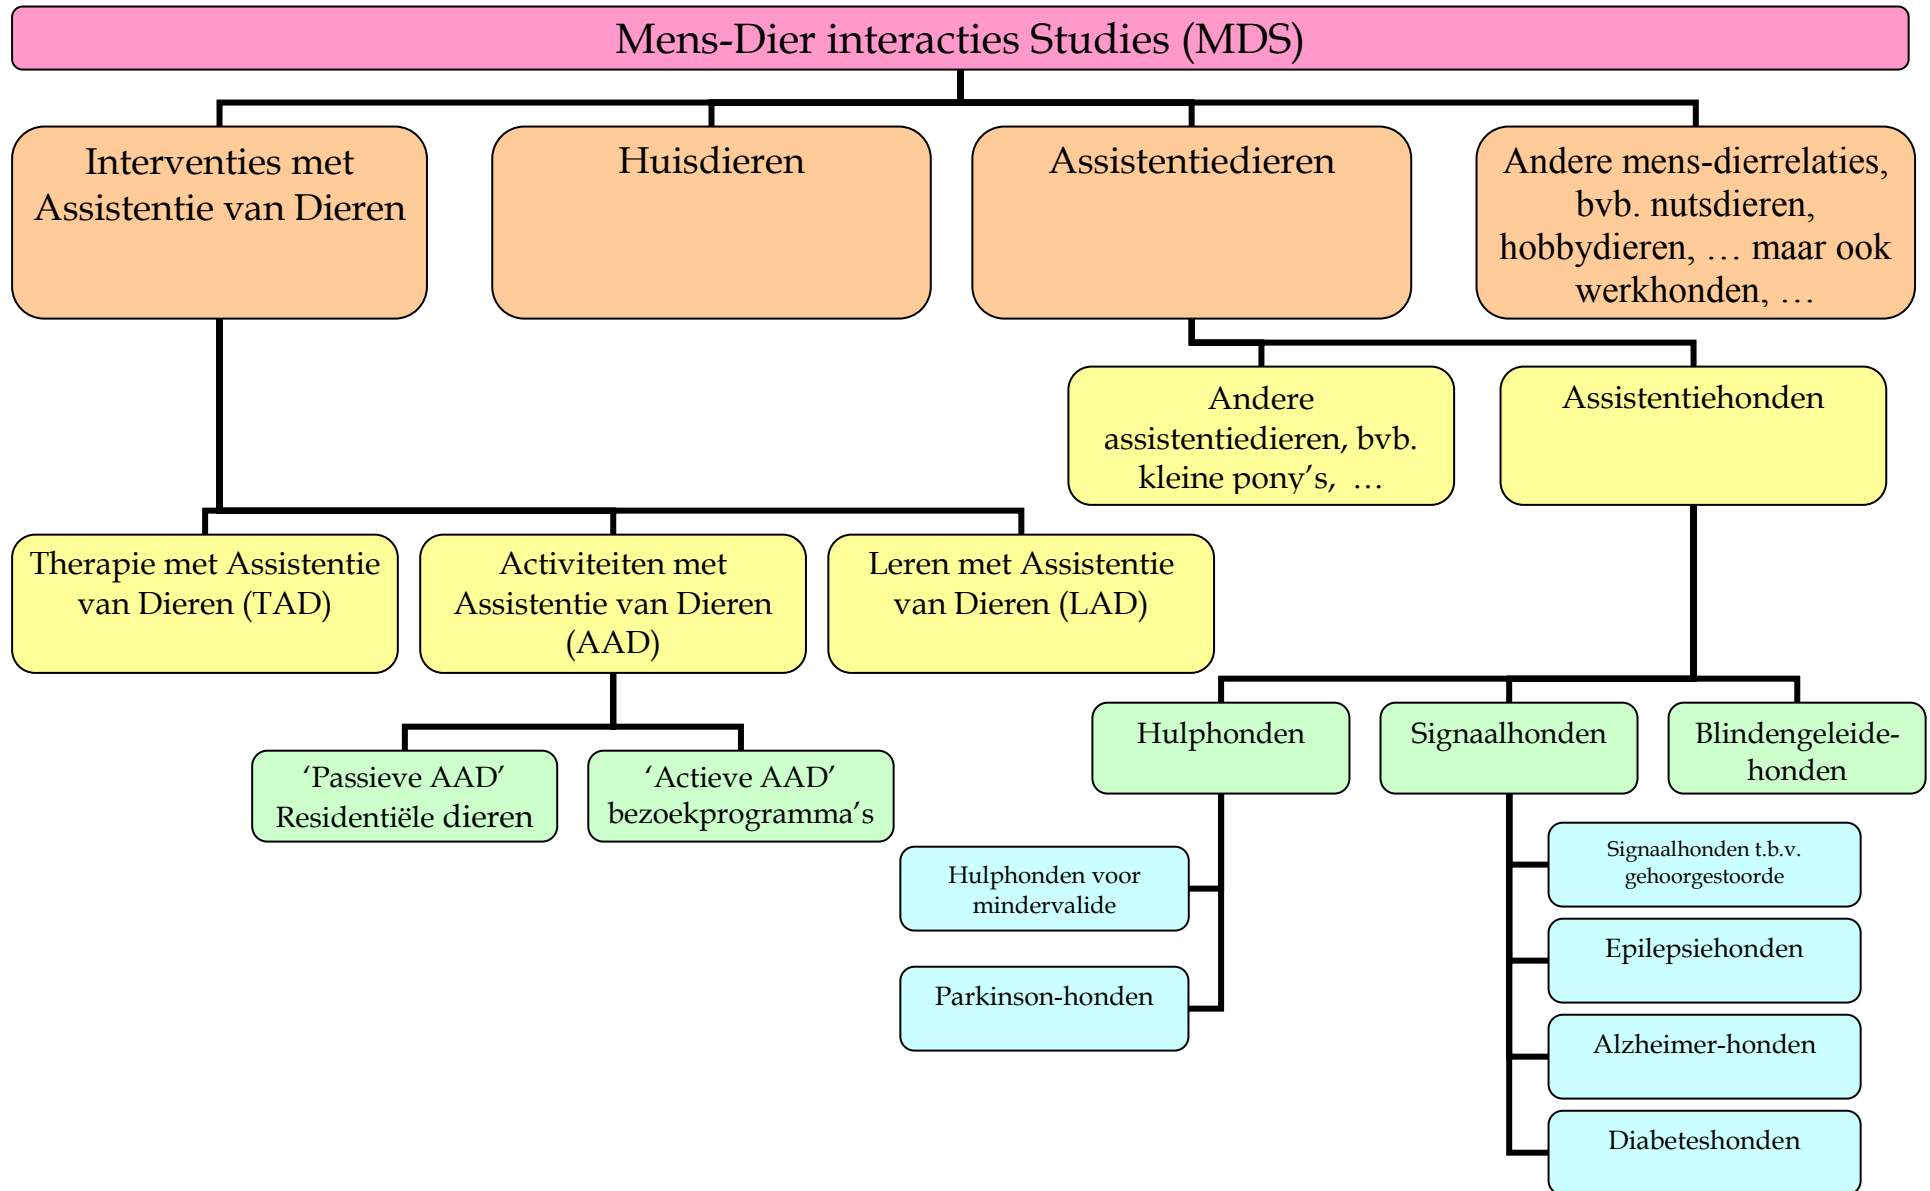 Mens-Dier interacties Studies (MDS)
Interventies met
Assistentie van Dieren
Huisdieren
Assistentiedieren
Andere mens-dierrelaties,
bvb. nutsdieren,
hobbydieren, … maar ook
werkhonden, …
Andere
assistentiedieren, bvb.
kleine pony’s, …
Assistentiehonden
Therapie met Assistentie
van Dieren (TAD)
Activiteiten met
Assistentie van Dieren
(AAD)
Leren met Assistentie
van Dieren (LAD)
‘Passieve AAD’
Residentiële dieren
‘Actieve AAD’
bezoekprogramma’s
Hulphonden
Signaalhonden
Blindengeleide-
honden
Hulphonden voor
mindervalide
Parkinson-honden
Signaalhonden t.b.v.
gehoorgestoorde
Epilepsiehonden
Alzheimer-honden
Diabeteshonden